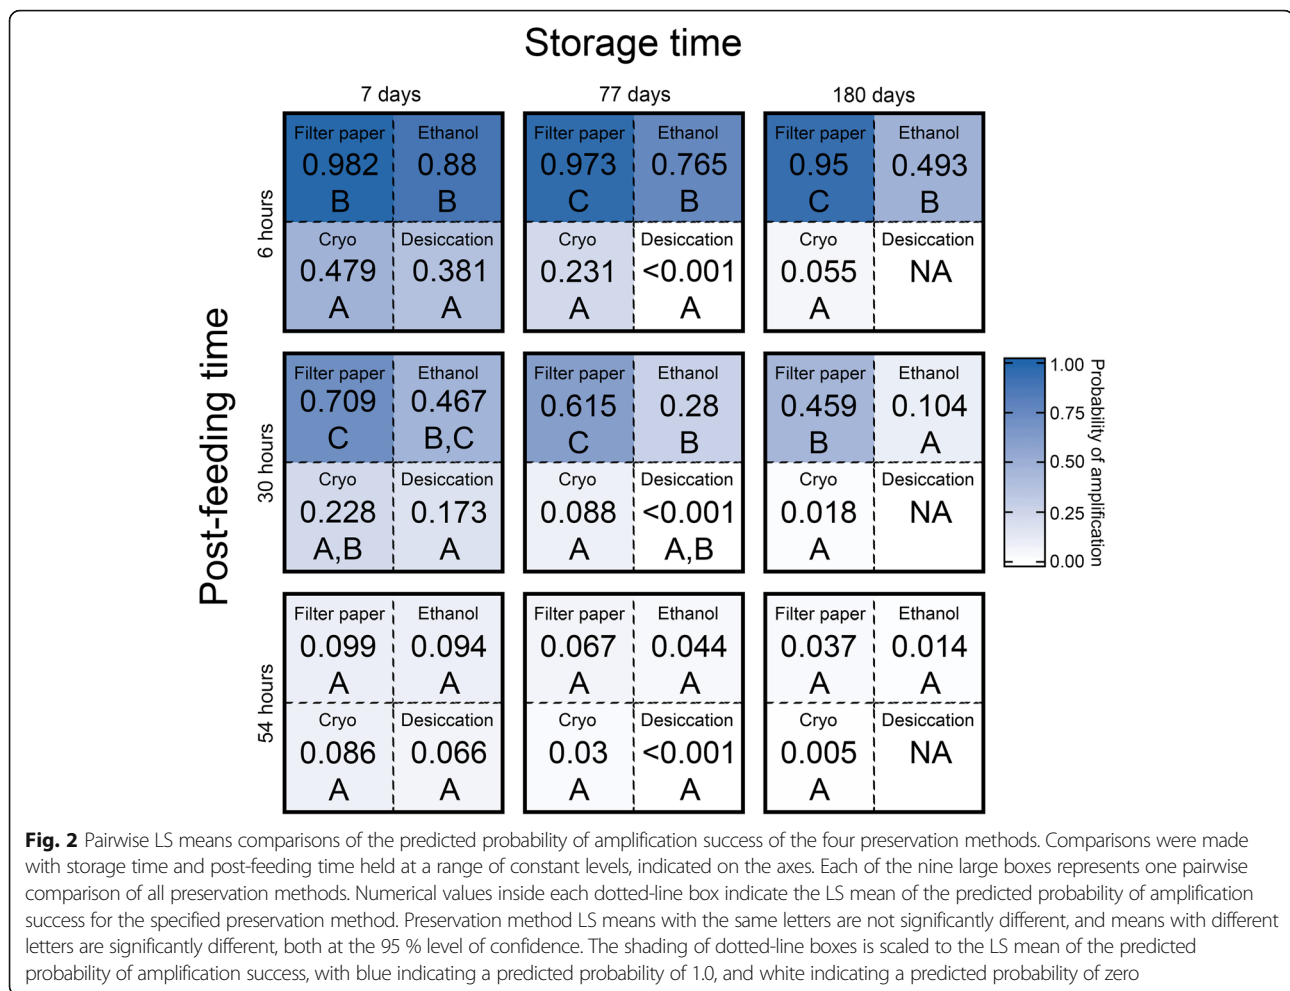 Storage time
7 days 77 days 180 days
Post-feeding time
6 hours
Filter paper Ethanol Filter paper Ethanol Filter paper Ethanol
0.982 0.88 0.973 0.765 0.95 0.493
B B C B C B
Cryo Desiccation Cryo Desiccation Cryo Desiccation
0.479 0.381 0.231 <0.001 0.055 NA
A A A A A
30 hours
Filter paper Ethanol Filter paper Ethanol Filter paper Ethanol
0.709 0.467 0.615 0.28 0.459 0.104
C B,C C B B A
Cryo Desiccation Cryo Desiccation Cryo Desiccation
0.228 0.173 0.088 <0.001 0.018 NA
A,B A A A,B A
54 hours
Filter paper Ethanol Filter paper Ethanol Filter paper Ethanol
0.099 0.094 0.067 0.044 0.037 0.014
A A A A A A
Cryo Desiccation Cryo Desiccation Cryo Desiccation
0.086 0.066 0.03 <0.001 0.005 NA
A A A A A
1.00
0.75
0.50
0.25
0.00
Probability of amplification
Fig. 2 Pairwise LS means comparisons of the predicted probability of amplification success of the four preservation methods. Comparisons were made
with storage time and post-feeding time held at a range of constant levels, indicated on the axes. Each of the nine large boxes represents one pairwise
comparison of all preservation methods. Numerical values inside each dotted-line box indicate the LS mean of the predicted probability of amplification
success for the specified preservation method. Preservation method LS means with the same letters are not significantly different, and means with different
letters are significantly different, both at the 95 % level of confidence. The shading of dotted-line boxes is scaled to the LS mean of the predicted
probability of amplification success, with blue indicating a predicted probability of 1.0, and white indicating a predicted probability of zero